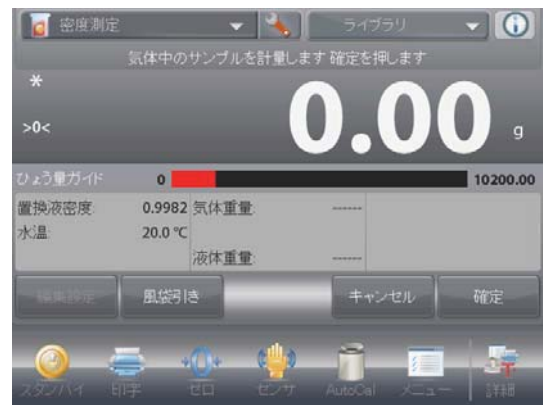 密度測定 ライブラリ
気体中のサンプルを計量します 確定を押します
*
>0<
0.00 g
ひょう量ガイド 0 10200.00
置換液密度: 0.9982 気体重量: ------
水温: 20.0 ℃
液体重量: ------
編集設定 風袋引き キャンセル 確定
スタンバイ 印字 ゼロ センサ AutoCal メニュー 詳細